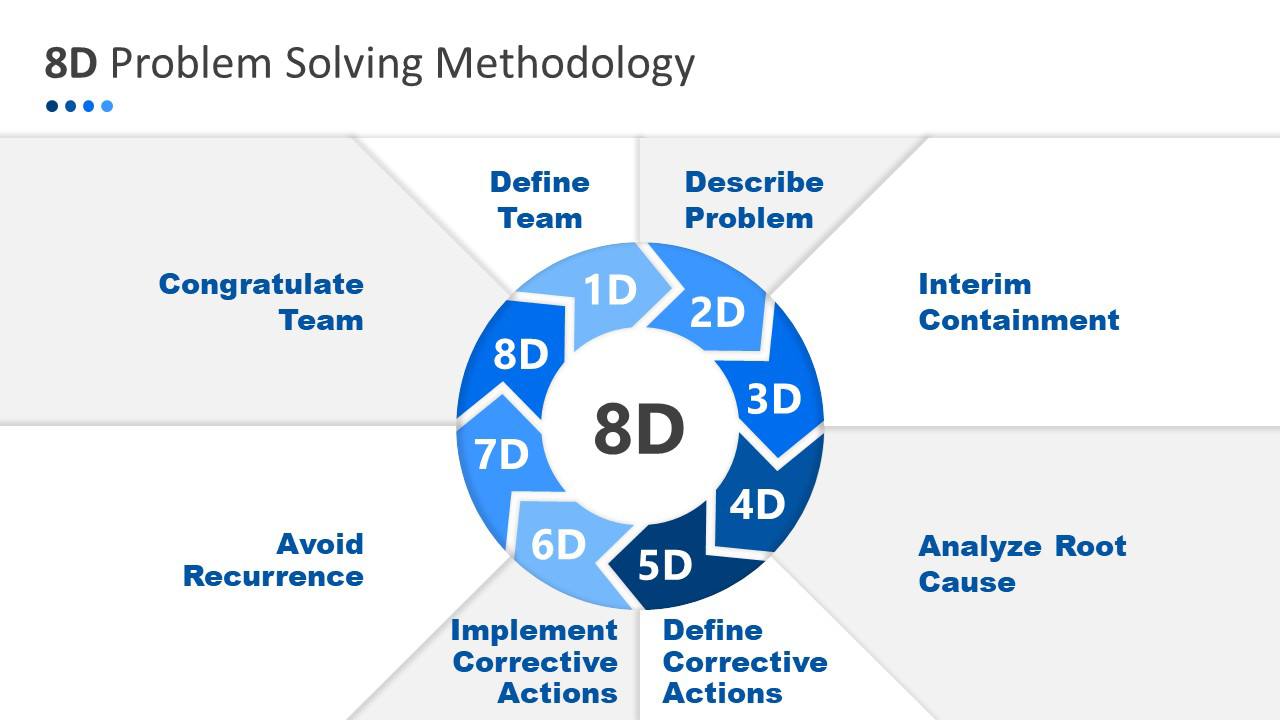 8D Problem Solving Methodology
Define
Team
Describe
Problem
Congratulate
Team
Interim
Containment
1D
2D
8D
3D
8D
7D
4D
6D
5D
Avoid
Recurrence
Analyze Root
Cause
Implement
Corrective
Actions
Define
Corrective
Actions